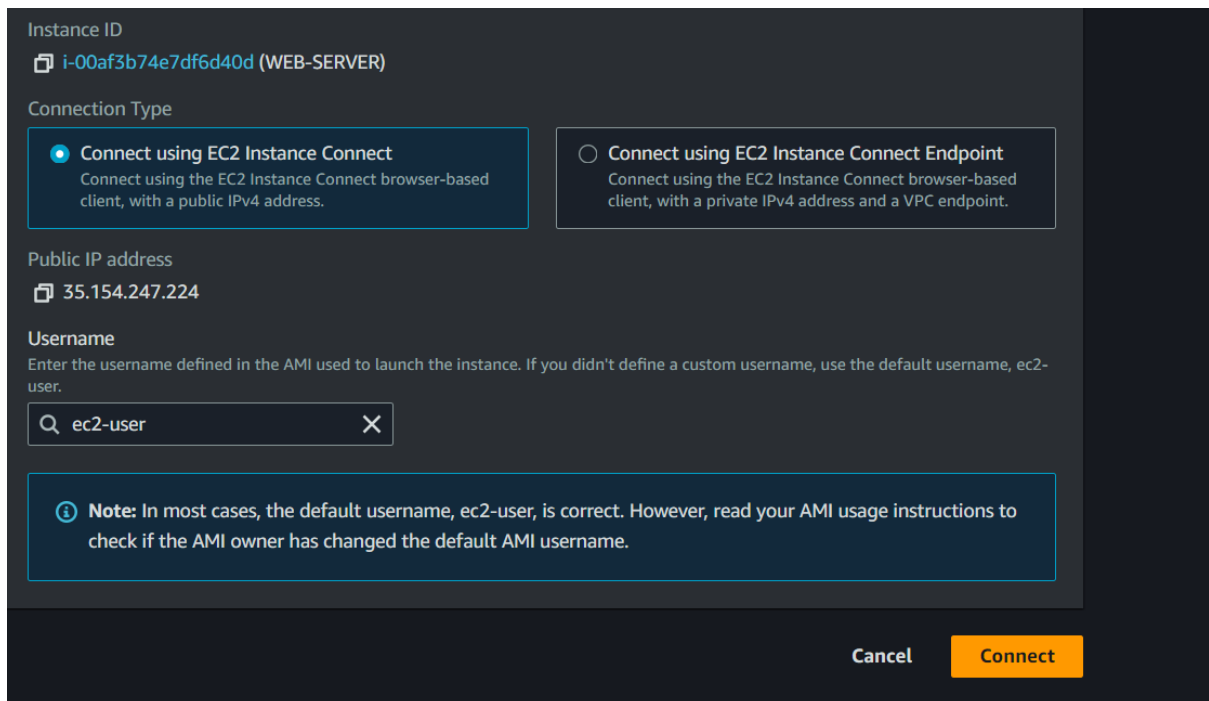 Instance ID
i-00af3b74e7df6d40d (WEB-SERVER)
Connection Type
Connect using EC2 Instance Connect
Connect using the EC2 Instance Connect browser-based
client, with a public IPv4 address.
Connect using EC2 Instance Connect Endpoint
Connect using the EC2 Instance Connect browser-based
client, with a private IPv4 address and a VPC endpoint.
Public IP address
35.154.247.224
Username
Enter the username defined in the AMI used to launch the instance. If you didn't define a custom username, use the default username, ec2-
user.
ec2-user
Note: In most cases, the default username, ec2-user, is correct. However, read your AMI usage instructions to
check if the AMI owner has changed the default AMI username.
Cancel
Connect